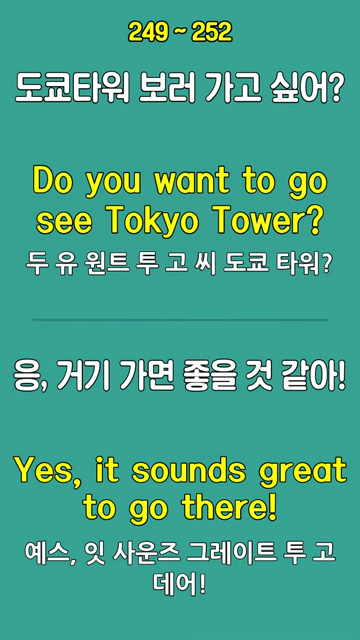 249 ~ 252
도쿄타워 보러 가고 싶어?
Do you want to go
see Tokyo Tower?
두 유 원트 투 고 씨 도쿄 타워?
응, 거기 가면 좋을 것 같아!
Yes, it sounds great
to go there!
예스, 잇 사운즈 그레이트 투 고
데어!